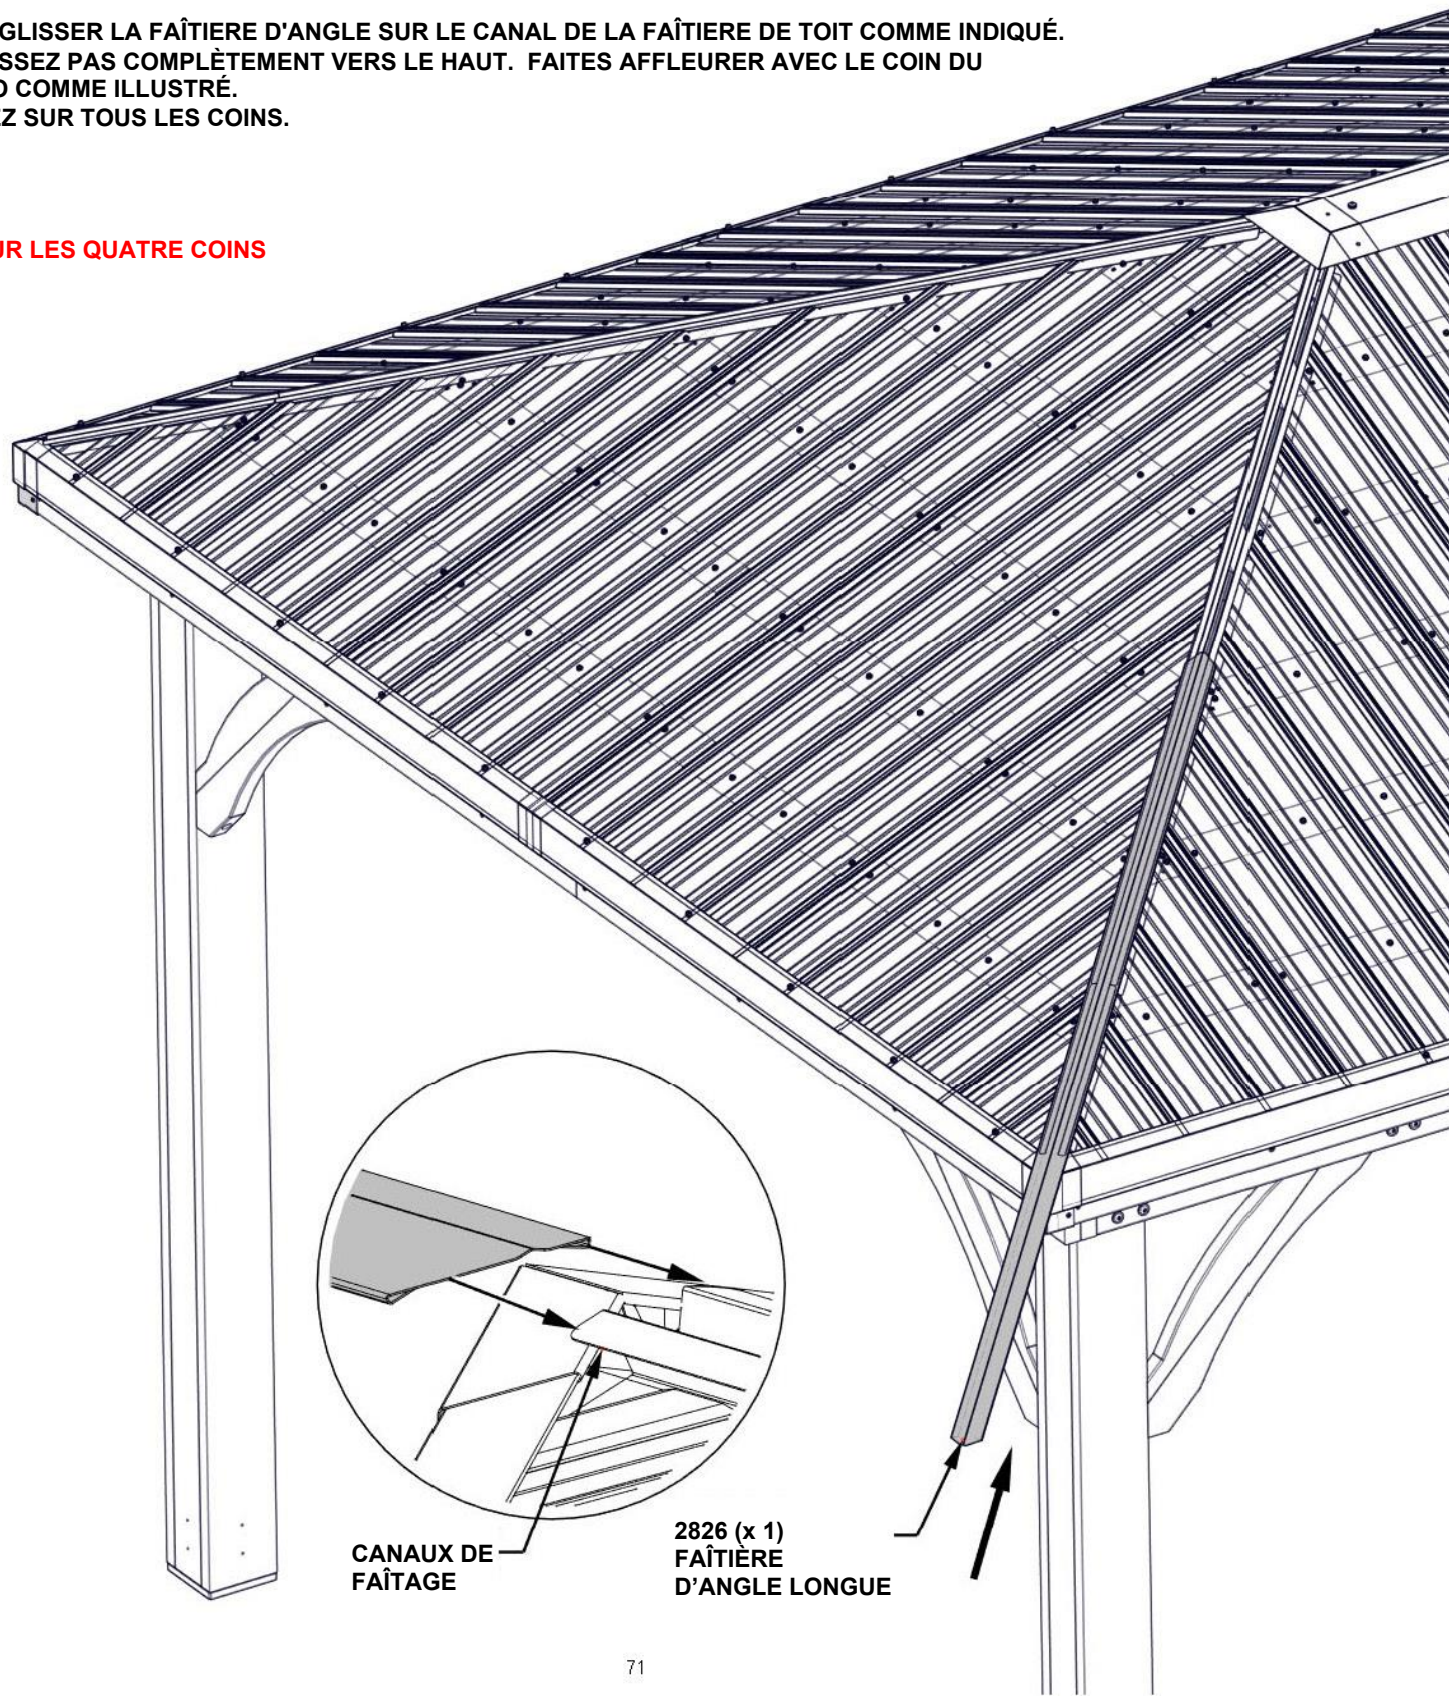 GLISSER LA FAÎTIERE D'ANGLE SUR LE CANAL DE LA FAÎTIERE DE TOIT COMME INDIQUÉ.
SSEZ PAS COMPLÈTEMENT VERS LE HAUT. FAITES AFFLEURER AVEC LE COIN DU
COMME ILLUSTRÉ.
EZ SUR TOUS LES COINS.
UR LES QUATRE COINS
CANAUX DE
FAÎTAGE
2826 (x 1)
FAÎTIÈRE
D’ANGLE LONGUE
71